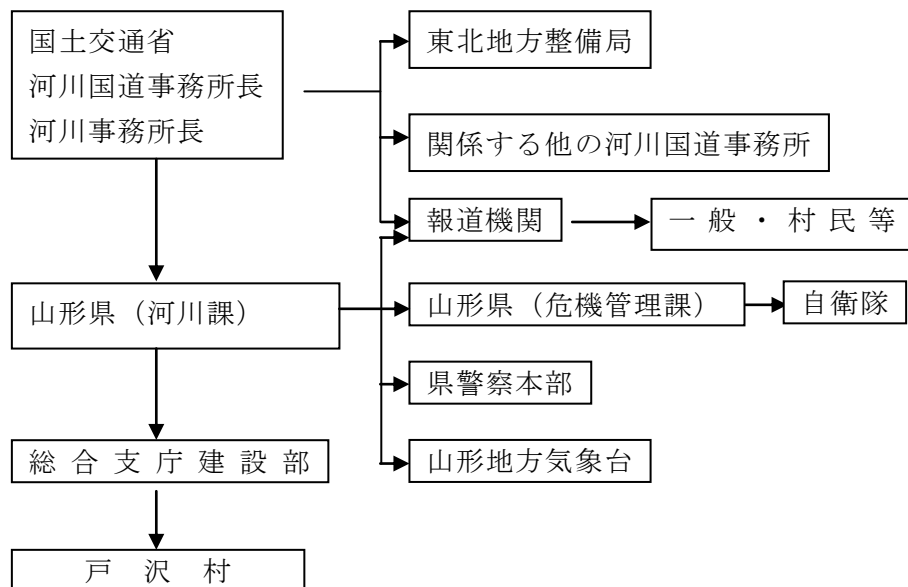 国土交通省
河川国道事務所長
河川事務所長
東北地方整備局
関係する他の河川国道事務所
報道機関
一般・村民等
山形県（河川課）
山形県（危機管理課）
自衛隊
県警察本部
総合支庁建設部
山形地方気象台
戸沢村